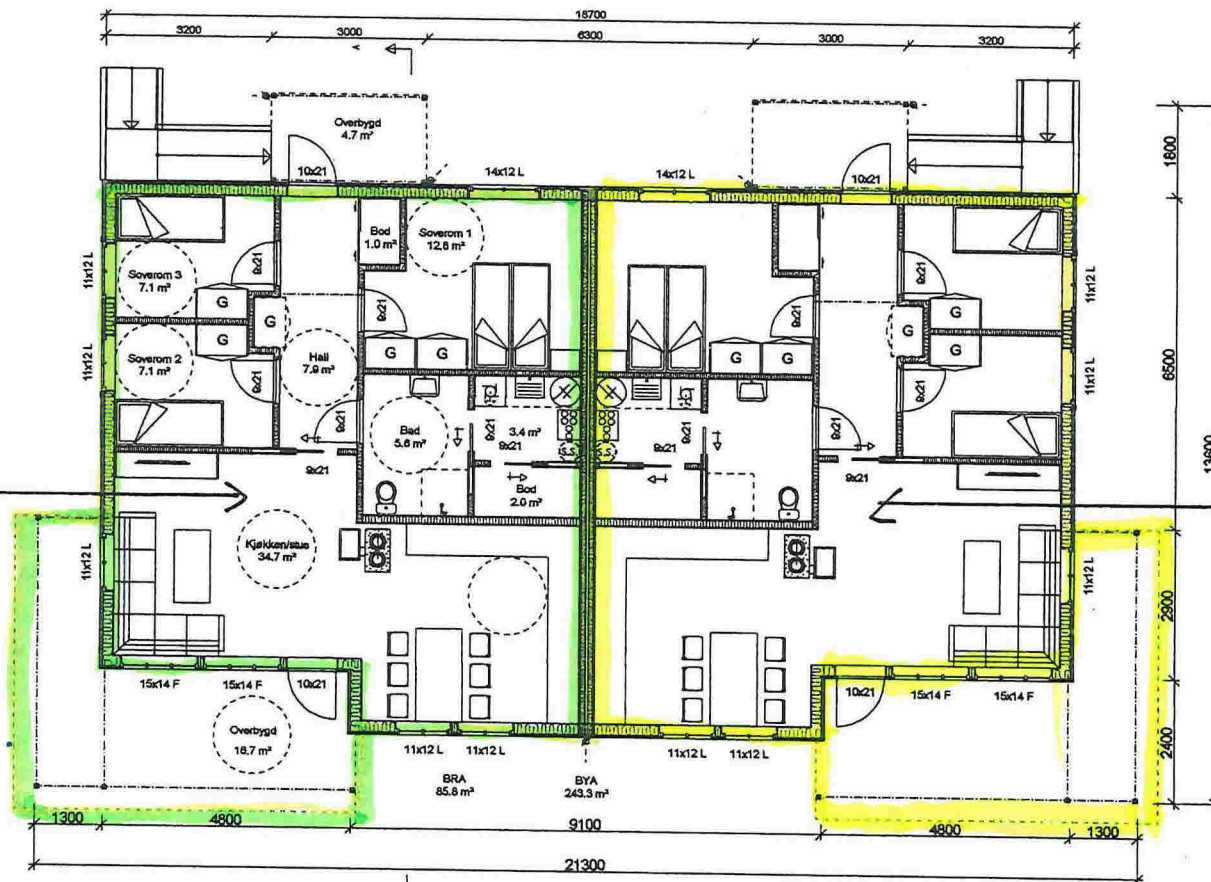 18700
3200
3000
6300
3000
3200
Overbygd
4.7 m²
10x21
14x12 L
14x12 L
10x21
1800
Bod
1.0 m²
Soverom 1
12.8 m²
Soverom 3
7.1 m²
9x21
9x21
11x12 L
11x12 L
G
G
G
9x21
9x21
G
G
G
6500
Soverom 2
7.1 m²
Hall
7.9 m²
G
G
G
G
G
G
11x12 L
11x12 L
9x21
9x21
9x21
9x21
Bad
5.6 m²
9x21
3.4 m²
9x21
S.S
S.S
9x21
9x21
9x21
9x21
Bod
2.0 m²
13600
Kjøkken/stue
34.7 m²
11x12 L
11x12 L
2900
15x14 F
15x14 F
10x21
10x21
15x14 F
15x14 F
Overbygd
16.7 m²
11x12 L
11x12 L
11x12 L
11x12 L
2400
BRA
85.8 m²
BYA
243.3 m²
1300
4800
9100
4800
1300
21300